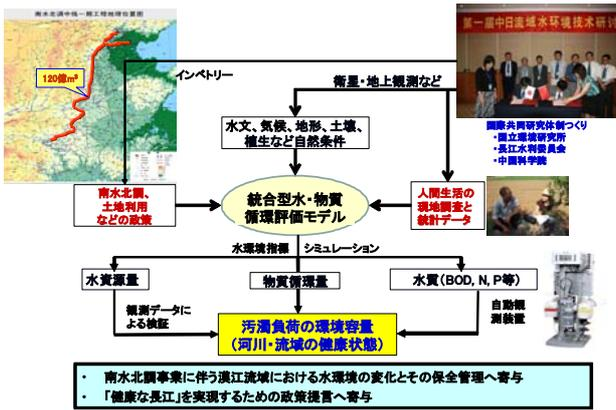 南水北調中線一期工程地理位置図
120億m³
第一届中日流域水环境技术研讨
インベトリー
衛星・地上観測など
国際共同研究体制つくり
・国立環境研究所
・長江水利委員会
・中国科学院
水文、気候、地形、土壌、
植生など自然条件
南水北調、
土地利用
などの政策
統合型水・物質
循環評価モデル
人間生活の
現地調査と
統計データ
水環境指標 シミュレーション
水資源量
物質循環量
水質(BOD, N, P等)
観測データに
よる検証
自動観
測装置
汚濁負荷の環境容量
(河川・流域の健康状態)
・ 南水北調事業に伴う漢江流域における水環境の変化とその保全管理へ寄与
・ 「健康な長江」を実現するための政策提言へ寄与